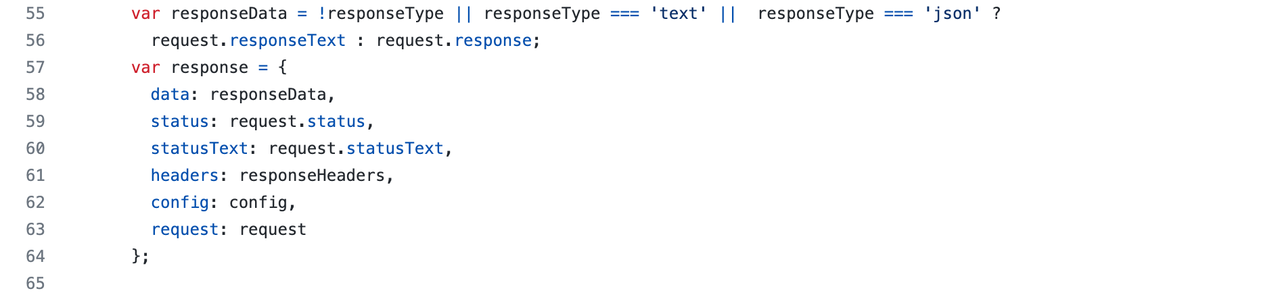 55 var responseData = !responseType || responseType === 'text' ||  responseType === 'json' ?
56 request.responseText : request.response;
57 var response = {
58 data: responseData,
59 status: request.status,
60 statusText: request.statusText,
61 headers: responseHeaders,
62 config: config,
63 request: request
64 };
65